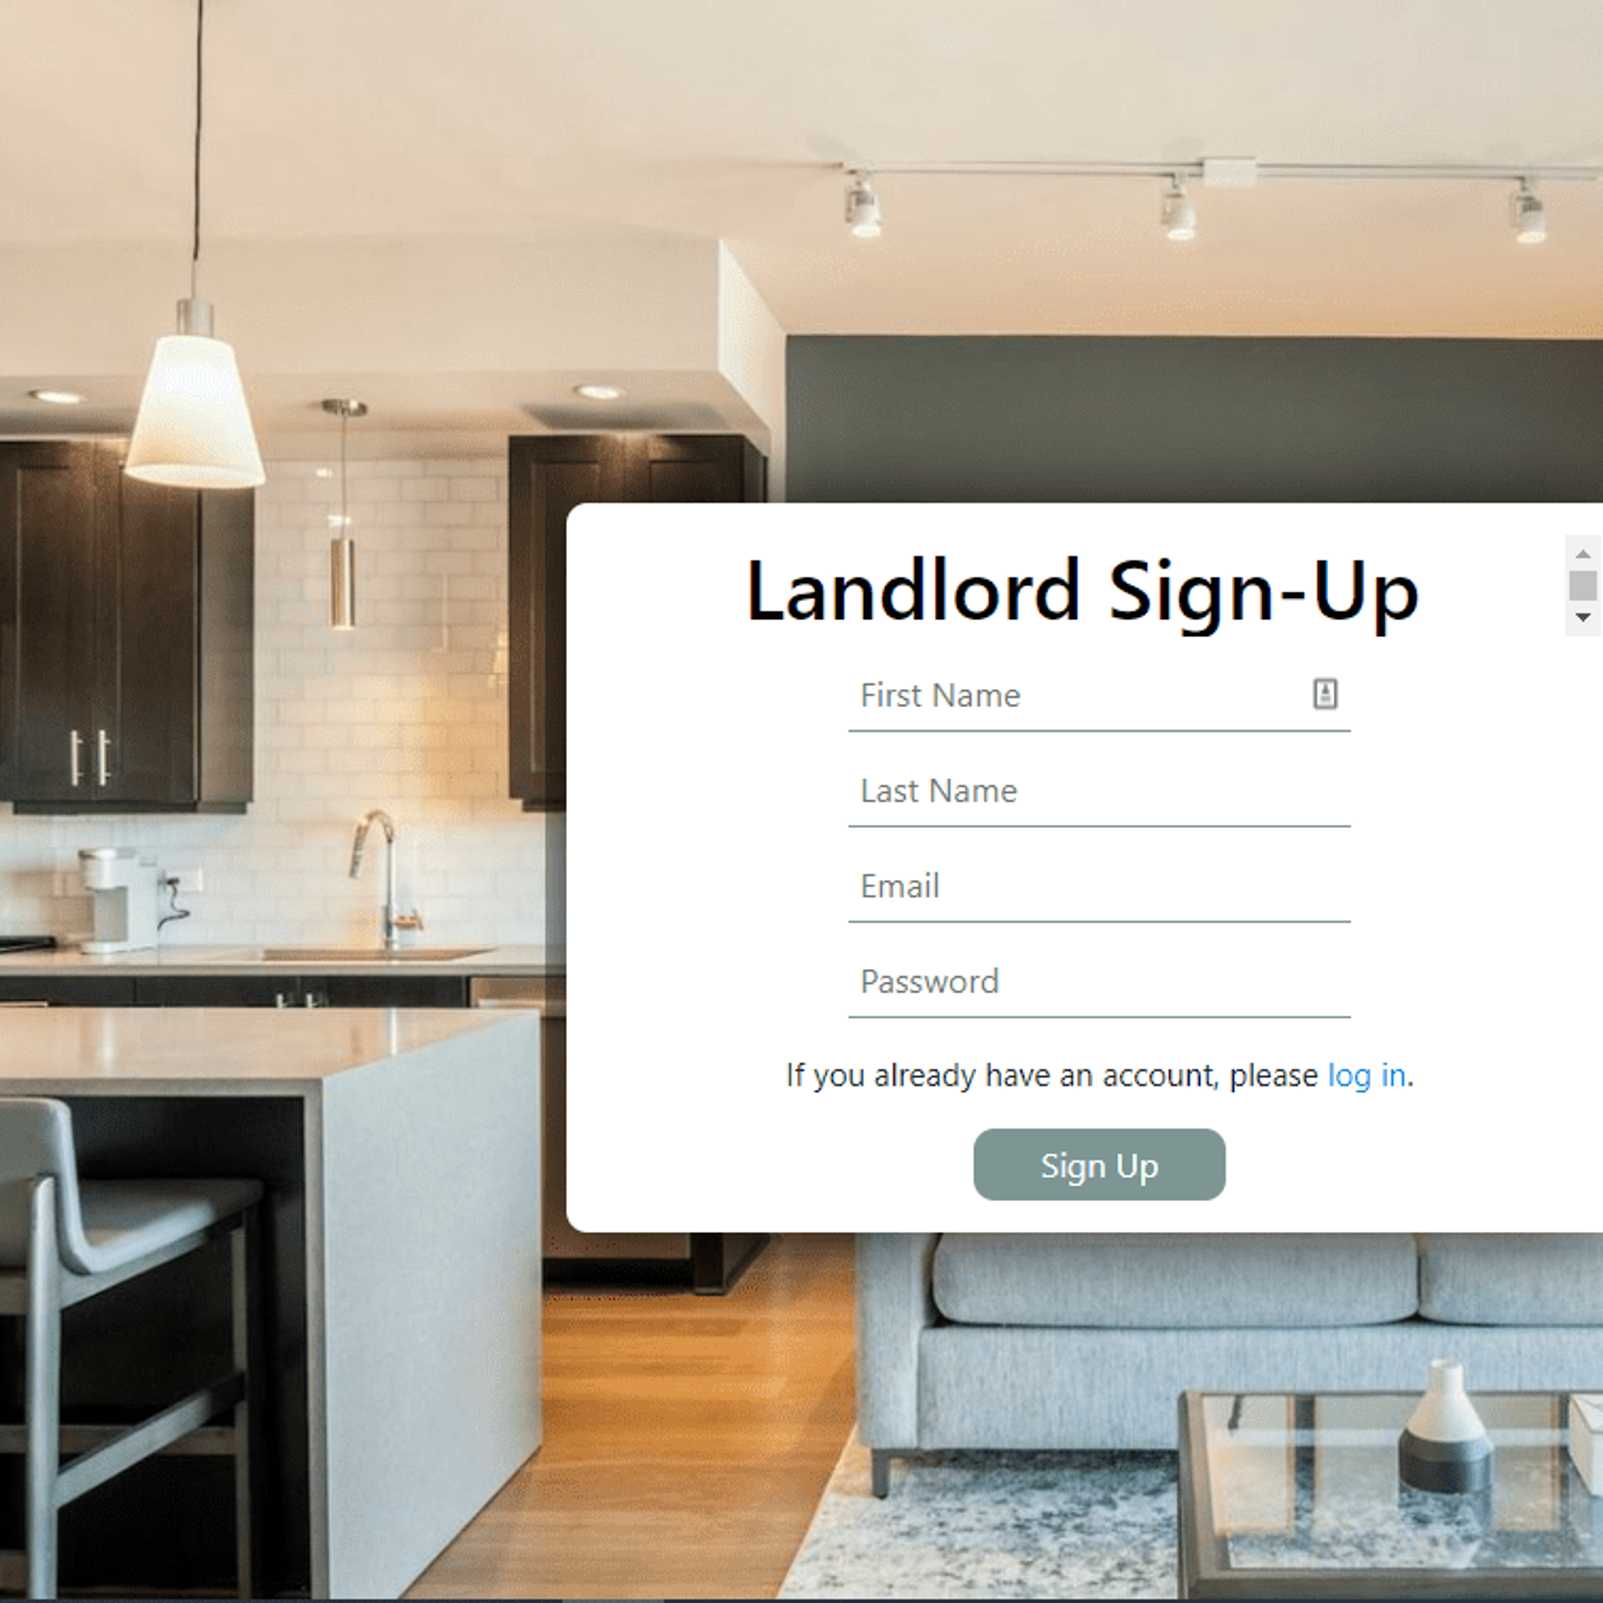 Landlord Sign-Up
First Name
Last Name
Email
Password
If you already have an account, please log in.
Sign Up